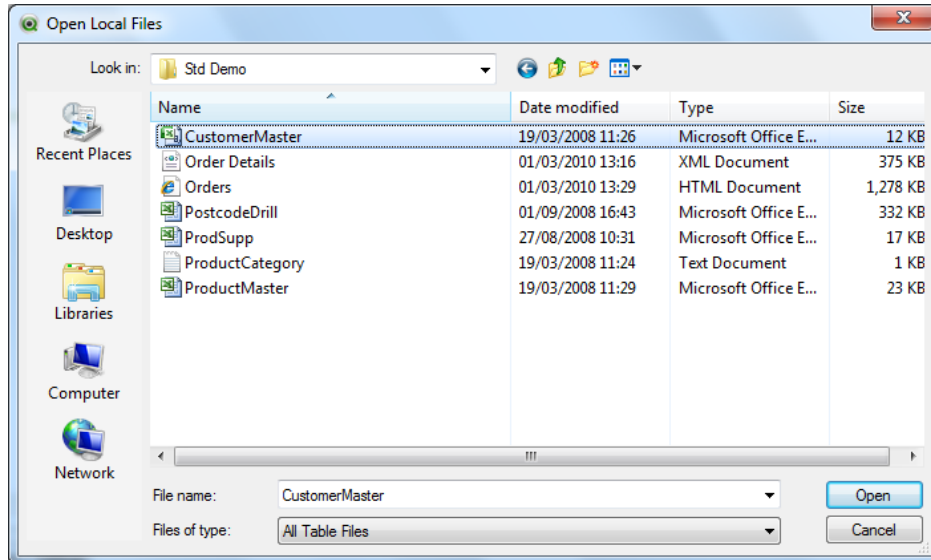 Open Local Files
Look in: Std Demo
Name Date modified Type Size
CustomerMaster 19/03/2008 11:26 Microsoft Office E... 12 KB
Order Details 01/03/2010 13:16 XML Document 375 KB
Orders 01/03/2010 13:29 HTML Document 1,278 KB
PostcodeDrill 01/09/2008 16:43 Microsoft Office E... 332 KB
ProdSupp 27/08/2008 10:31 Microsoft Office E... 17 KB
ProductCategory 19/03/2008 11:24 Text Document 1 KB
ProductMaster 19/03/2008 11:29 Microsoft Office E... 23 KB
Recent Places
Desktop
Libraries
Computer
Network
File name: CustomerMaster Open
Files of type: All Table Files Cancel